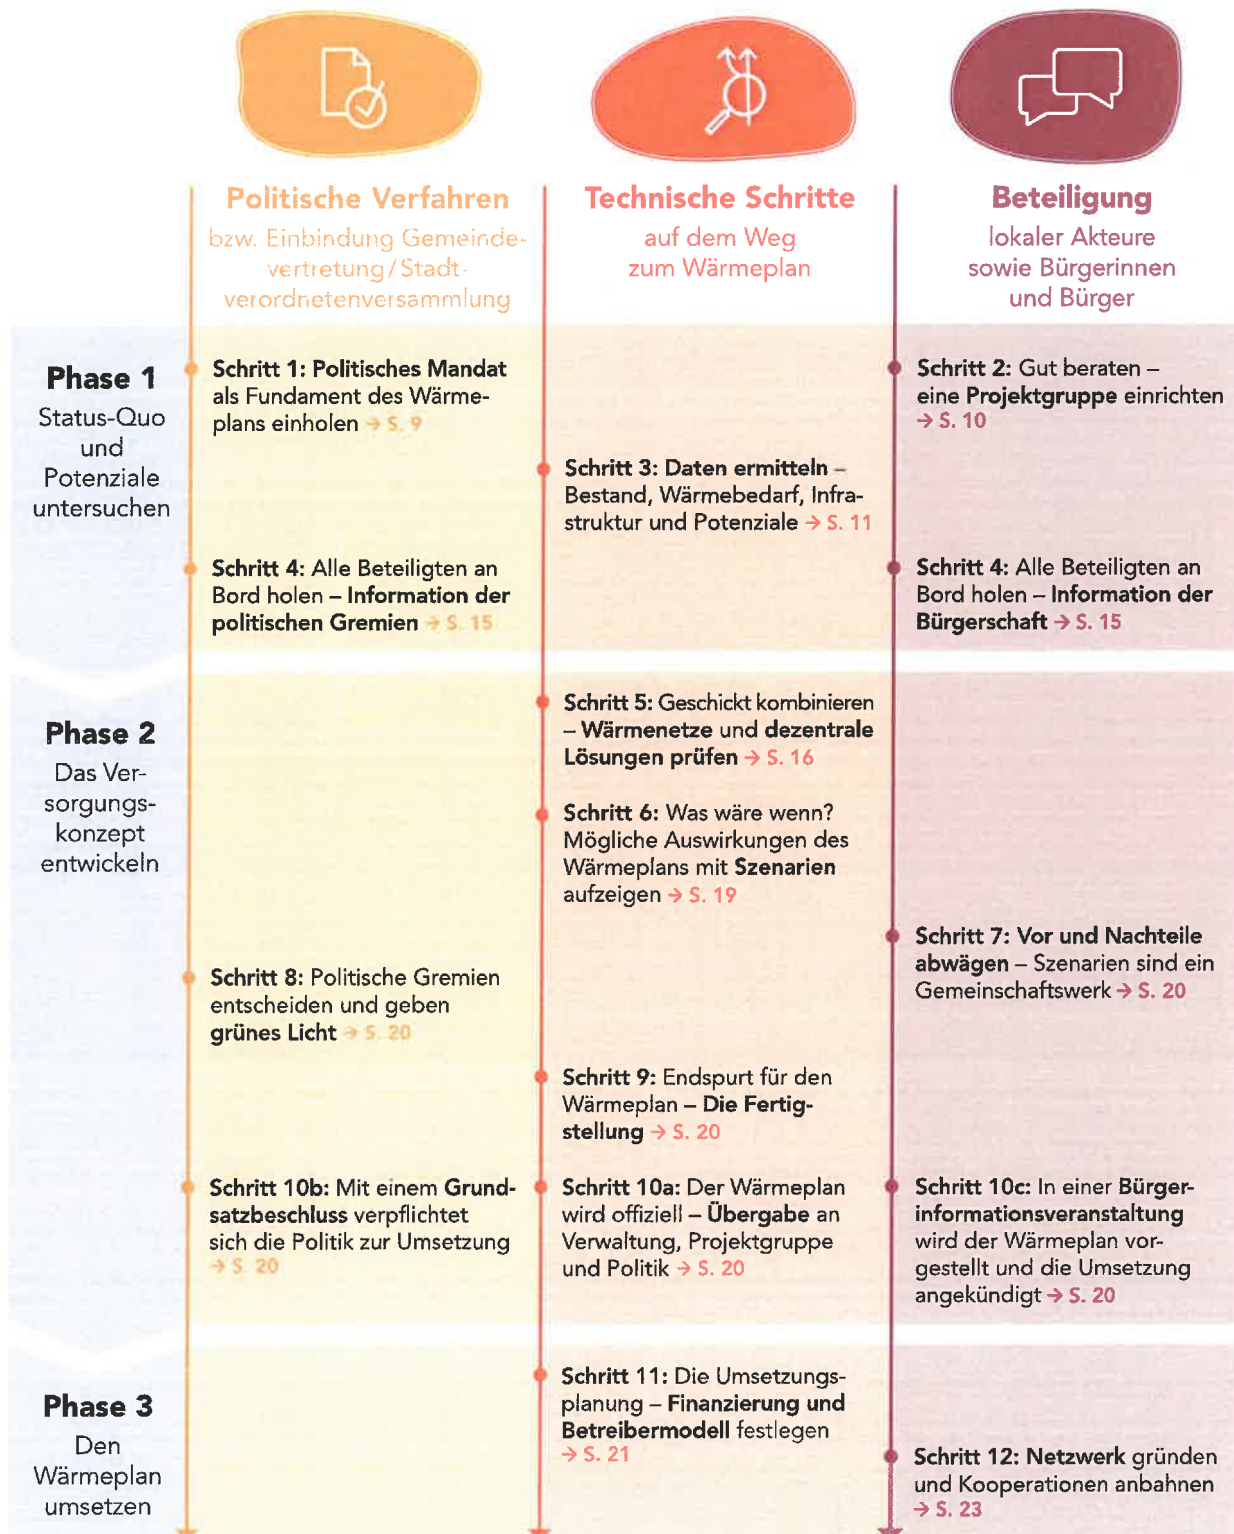 Politische Verfahren
bzw. Einbindung Gemeinde-
vertretung/Stadt-
verordnetenversammlung
Technische Schritte
auf dem Weg
zum Wärmeplan
Beteiligung
lokaler Akteure
sowie Bürgerinnen
und Bürger
Phase 1
Status-Quo
und
Potenziale
untersuchen
Schritt 1: Politisches Mandat
als Fundament des Wärme-
plans einholen → S. 9
Schritt 2: Gut beraten –
eine Projektgruppe einrichten
→ S. 10
Schritt 3: Daten ermitteln –
Bestand, Wärmebedarf, Infra-
struktur und Potenziale → S. 11
Schritt 4: Alle Beteiligten an
Bord holen – Information der
politischen Gremien → S. 15
Schritt 4: Alle Beteiligten an
Bord holen – Information der
Bürgerschaft → S. 15
Phase 2
Das Ver-
sorgungs-
konzept
entwickeln
Schritt 5: Geschickt kombinieren
– Wärmenetze und dezentrale
Lösungen prüfen → S. 16
Schritt 6: Was wäre wenn?
Mögliche Auswirkungen des
Wärmeplans mit Szenarien
aufzeigen → S. 19
Schritt 7: Vor und Nachteile
abwägen – Szenarien sind ein
Gemeinschaftswerk → S. 20
Schritt 8: Politische Gremien
entscheiden und geben
grünes Licht → S. 20
Schritt 9: Endspurt für den
Wärmeplan – Die Fertig-
stellung → S. 20
Schritt 10b: Mit einem Grund-
satzbeschluss verpflichtet
sich die Politik zur Umsetzung
→ S. 20
Schritt 10a: Der Wärmeplan
wird offiziell – Übergabe an
Verwaltung, Projektgruppe
und Politik → S. 20
Schritt 10c: In einer Bürger-
informationsveranstaltung
wird der Wärmeplan vor-
gestellt und die Umsetzung
angekündigt → S. 20
Phase 3
Den
Wärmeplan
umsetzen
Schritt 11: Die Umsetzungs-
planung – Finanzierung und
Betreibermodell festlegen
→ S. 21
Schritt 12: Netzwerk gründen
und Kooperationen anbahnen
→ S. 23